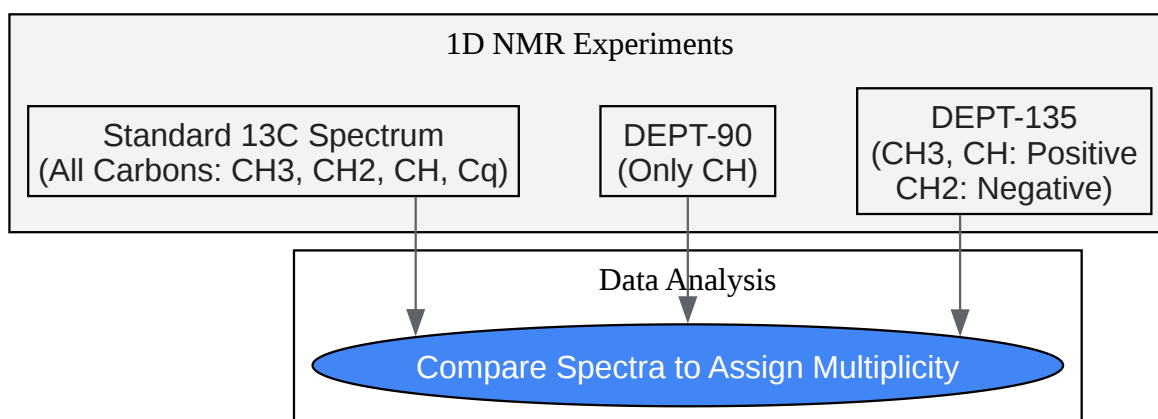 1D NMR Experiments
Standard 13C Spectrum
(All Carbons: CH3, CH2, CH, Cq)
DEPT-90
(Only CH)
DEPT-135
(CH3, CH: Positive
CH2: Negative)
Data Analysis
Compare Spectra to Assign Multiplicity